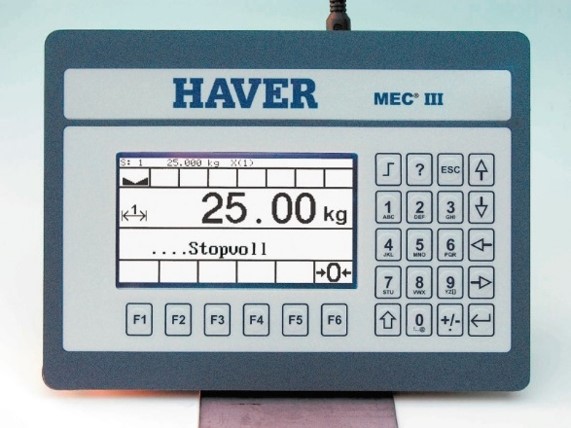 HAVER MEC® III
S: 1 25.000 kg X(1)
|←1→|
25.00 kg
....Stopvoll
→0←
? ESC
1 ABC 2 DEF 3 GHI
4 JKL 5 MNO 6 PQR
7 STU 8 VWX 9
0 +/-
F1 F2 F3 F4 F5 F6